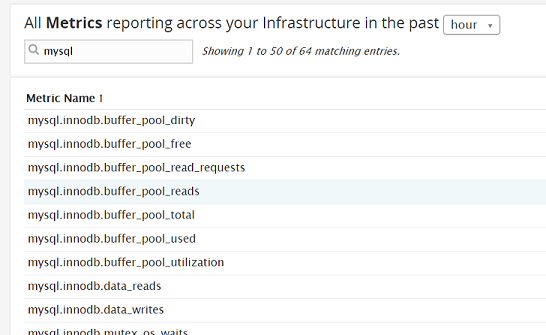 All Metrics reporting across your Infrastructure in the past hour
mysql
Showing 1 to 50 of 64 matching entries.
Metric Name ↑
mysql.innodb.buffer_pool_dirty
mysql.innodb.buffer_pool_free
mysql.innodb.buffer_pool_read_requests
mysql.innodb.buffer_pool_reads
mysql.innodb.buffer_pool_total
mysql.innodb.buffer_pool_used
mysql.innodb.buffer_pool_utilization
mysql.innodb.data_reads
mysql.innodb.data_writes
mysql.innodb.mutex_os_waits